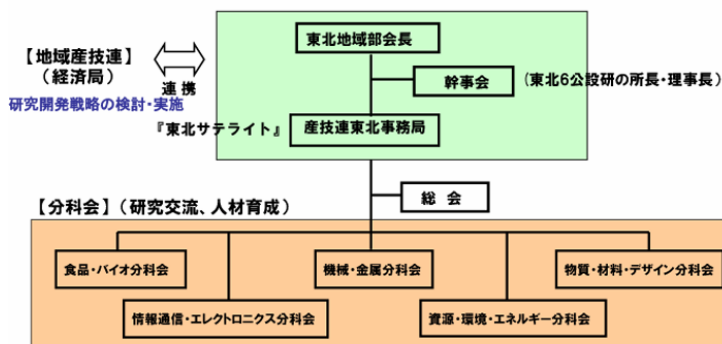 東北地域部会長
【地域産技連】
（経済局）
連携
幹事会
(東北6公設研の所長・理事長)
研究開発戦略の検討・実施
『東北サテライト』
産技連東北事務局
総 会
【分科会】（研究交流、人材育成）
食品・バイオ分科会
機械・金属分科会
物質・材料・デザイン分科会
情報通信・エレクトロニクス分科会
資源・環境・エネルギー分科会